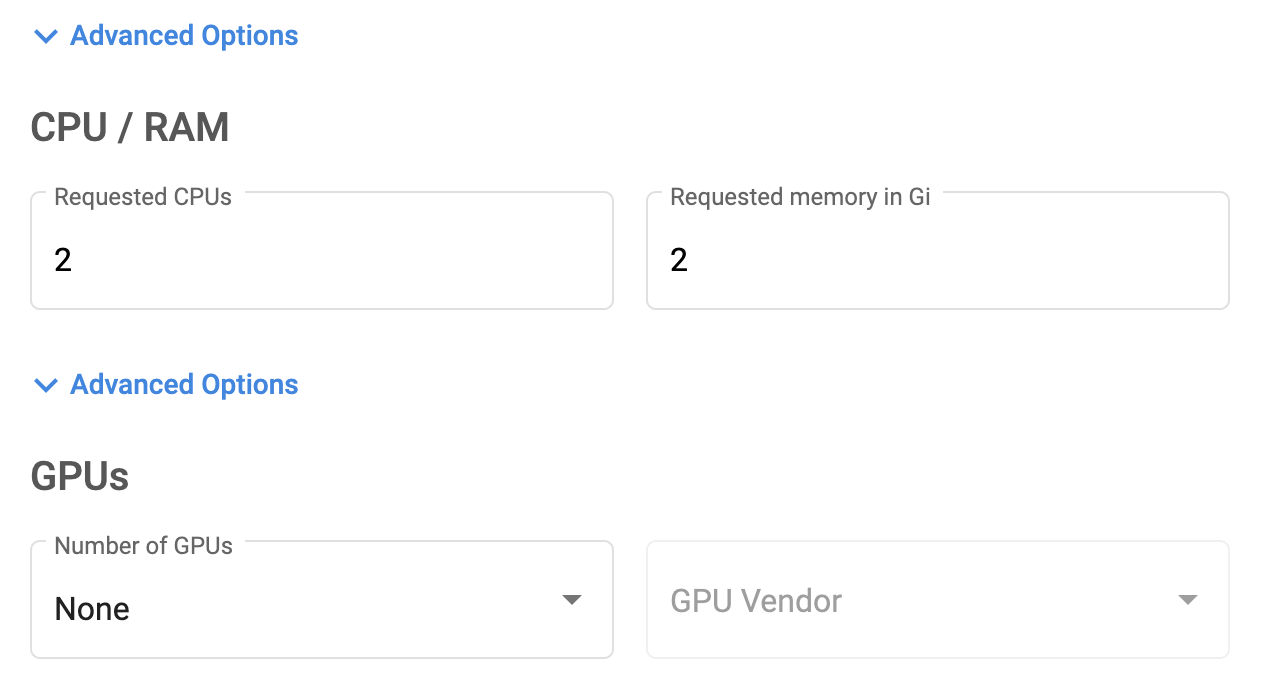 Advanced Options
CPU / RAM
Requested CPUs
2
Requested memory in Gi
2
Advanced Options
GPUs
Number of GPUs
None
GPU Vendor